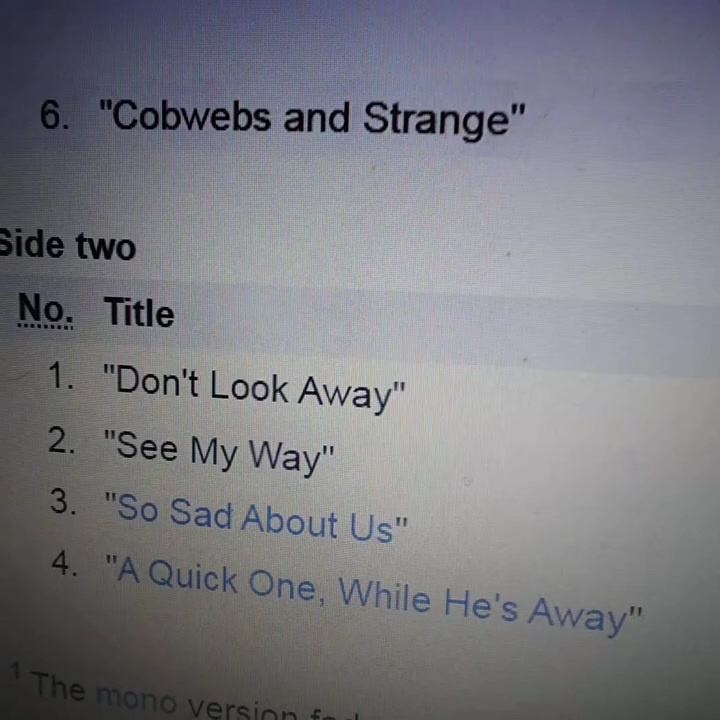 6. "Cobwebs and Strange"
Side two
No. Title
1. "Don't Look Away"
2. "See My Way"
3. "So Sad About Us"
4. "A Quick One, While He's Away"
1 The mono version